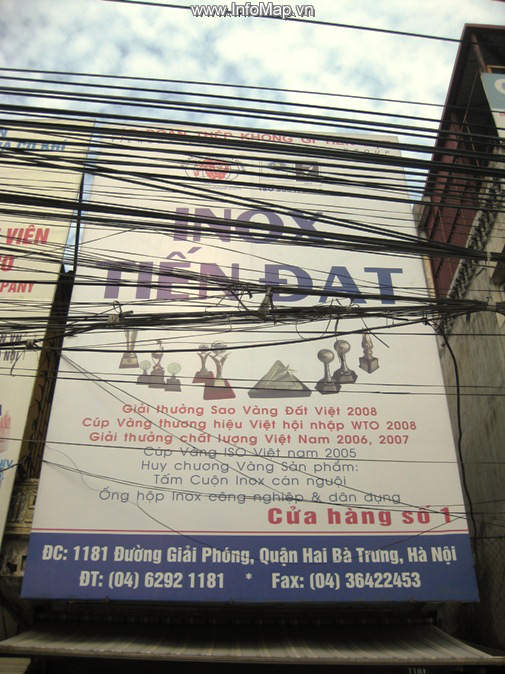 www.InfoMap.vn
KHÔNG GỈ
INOX
TIẾN ĐẠT
Giải thưởng Sao Vàng Đất Việt 2008
Cúp Vàng thương hiệu Việt hội nhập WTO 2008
Giải thưởng chất lượng Việt Nam 2006, 2007
Cúp Vàng ISO Việt nam 2005
Huy chương Vàng Sản phẩm:
Tấm Cuộn Inox cán nguội
Ống hộp Inox công nghiệp & dân dụng
Cửa hàng số 1
ĐC: 1181 Đường Giải Phóng, Quận Hai Bà Trưng, Hà Nội
ĐT: (04) 6292 1181 * Fax: (04) 36422453
VIÊN